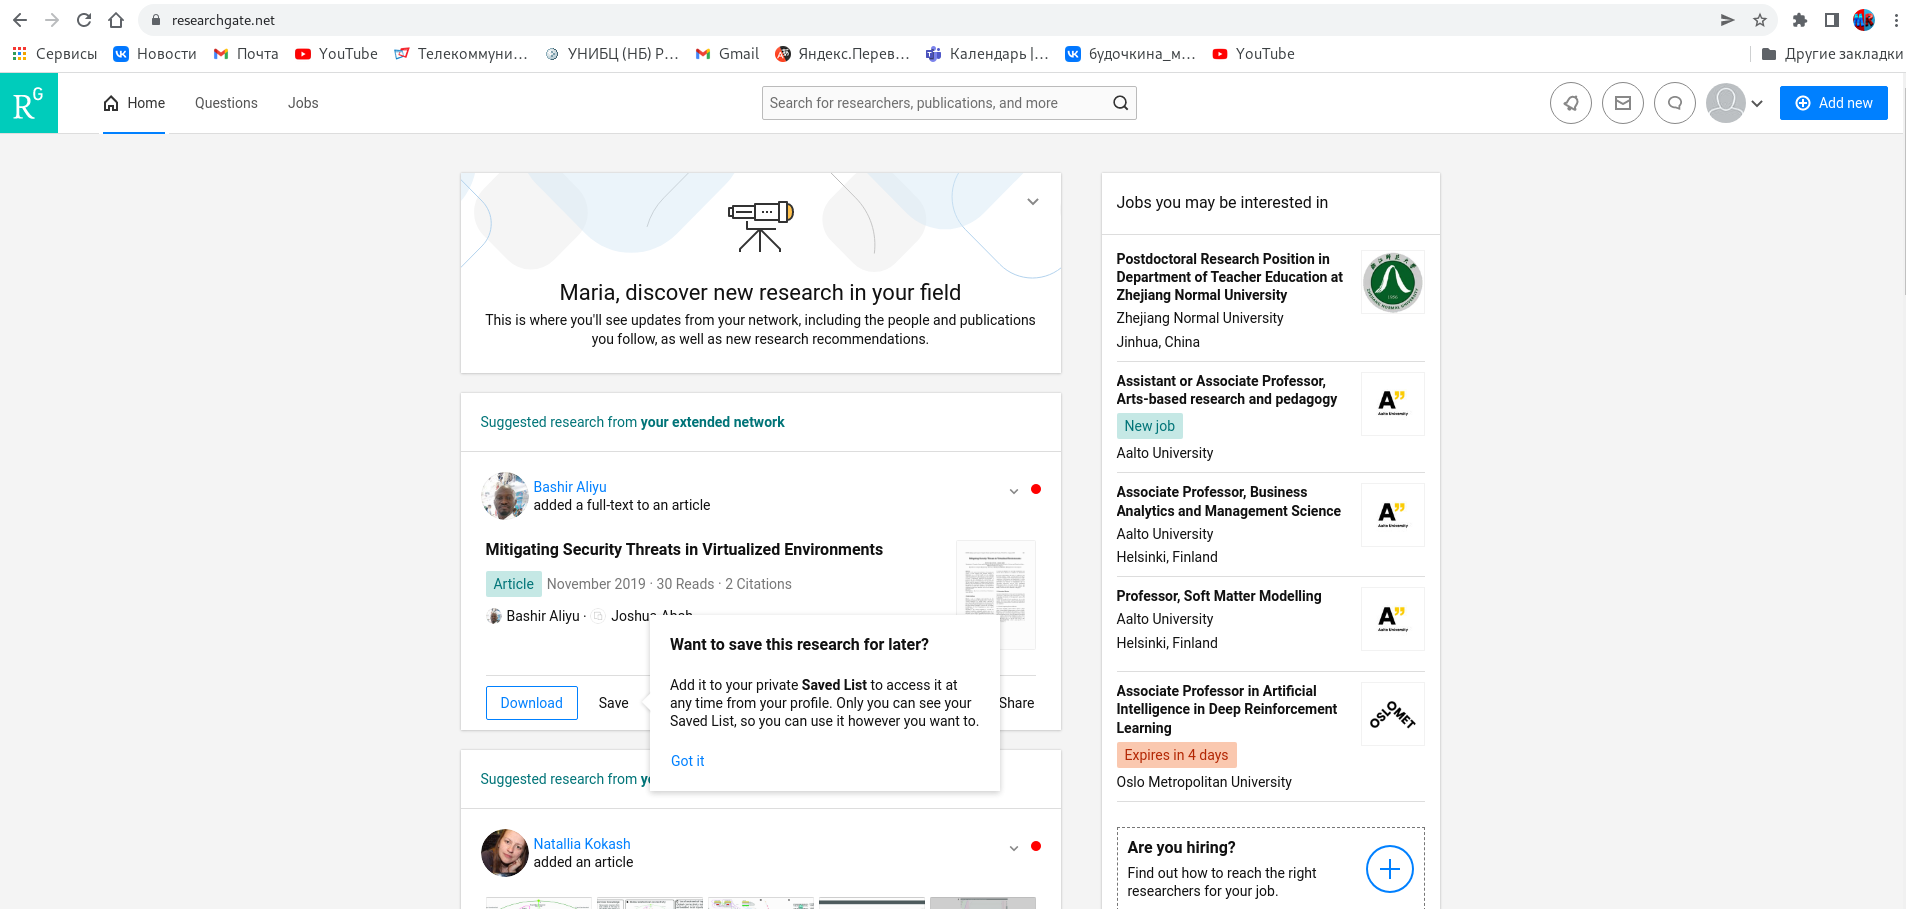 researchgate.net
Сервисы
Новости
Почта
YouTube
Телекоммуни...
УНИБЦ (НБ) Р...
Gmail
Яндекс.Перев...
Календарь |...
будочкина_м...
YouTube
Другие закладки
RG
Home
Questions
Jobs
Search for researchers, publications, and more
Add new
Maria, discover new research in your field
This is where you'll see updates from your network, including the people and publications
you follow, as well as new research recommendations.
Suggested research from your extended network
Bashir Aliyu
added a full-text to an article
Mitigating Security Threats in Virtualized Environments
Article November 2019 · 30 Reads · 2 Citations
Bashir Aliyu · Joshua Abah
Want to save this research for later?
Add it to your private Saved List to access it at
any time from your profile. Only you can see your
Saved List, so you can use it however you want to.
Got it
Download
Save
Share
Suggested research from
Natallia Kokash
added an article
Jobs you may be interested in
Postdoctoral Research Position in
Department of Teacher Education at
Zhejiang Normal University
Zhejiang Normal University
Jinhua, China
Assistant or Associate Professor,
Arts-based research and pedagogy
New job
Aalto University
A”
Aalto University
Associate Professor, Business
Analytics and Management Science
Aalto University
Helsinki, Finland
A”
Aalto University
Professor, Soft Matter Modelling
Aalto University
Helsinki, Finland
A”
Aalto University
Associate Professor in Artificial
Intelligence in Deep Reinforcement
Learning
Expires in 4 days
Oslo Metropolitan University
OSLOMET
Are you hiring?
Find out how to reach the right
researchers for your job.